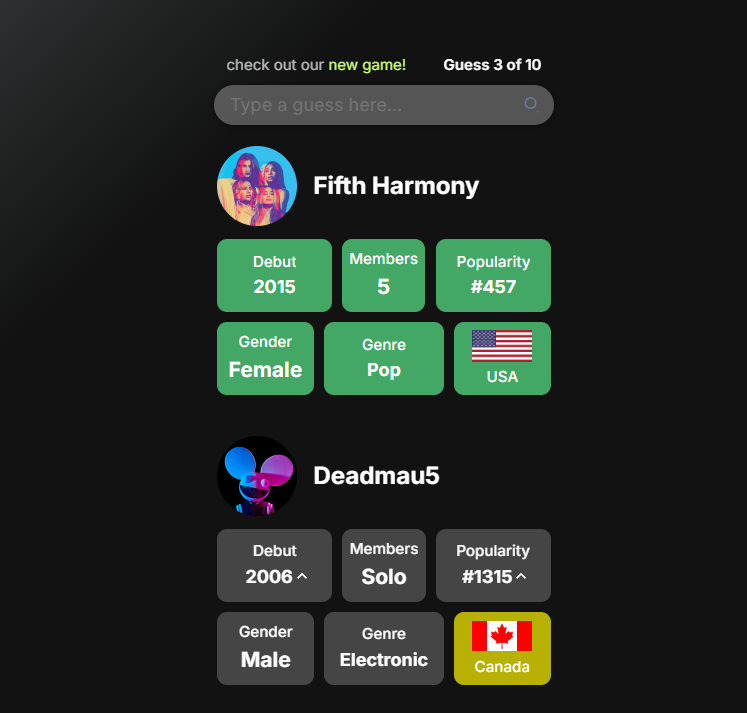 check out our new game! Guess 3 of 10
Type a guess here...
Fifth Harmony
Debut Members Popularity
2015 5 #457
Gender Genre
Female Pop USA
Deadmau5
Debut Members Popularity
2006 Solo #1315
Gender Genre
Male Electronic Canada